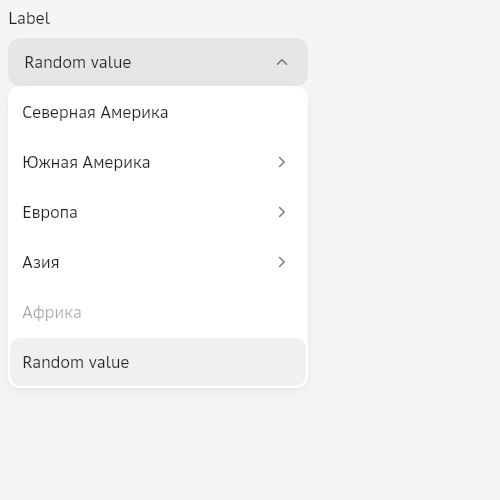 Label
Random value
Северная Америка
Южная Америка
Европа
Азия
Африка
Random value